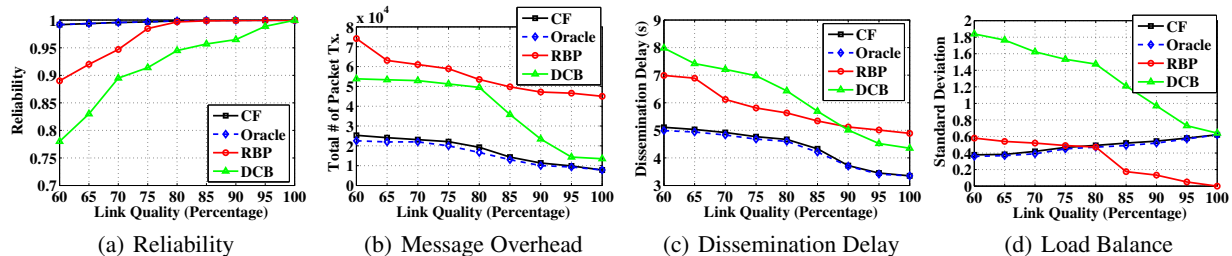 1
0.95
0.9
0.85
0.8
0.75
0.7
Reliability
60 65 70 75 80 85 90 95 100
Link Quality (Percentage)
CF
Oracle
RBP
DCB
(a) Reliability
x 10^4
8
7
6
5
4
3
2
1
0
Total # of Packet Tx.
60 65 70 75 80 85 90 95 100
Link Quality (Percentage)
CF
Oracle
RBP
DCB
(b) Message Overhead
9
8
7
6
5
4
3
Dissemination Delay (s)
60 65 70 75 80 85 90 95 100
Link Quality (Percentage)
CF
Oracle
RBP
DCB
(c) Dissemination Delay
2
1.8
1.6
1.4
1.2
1
0.8
0.6
0.4
0.2
0
Standard Deviation
60 65 70 75 80 85 90 95 100
Link Quality (Percentage)
CF
Oracle
RBP
DCB
(d) Load Balance